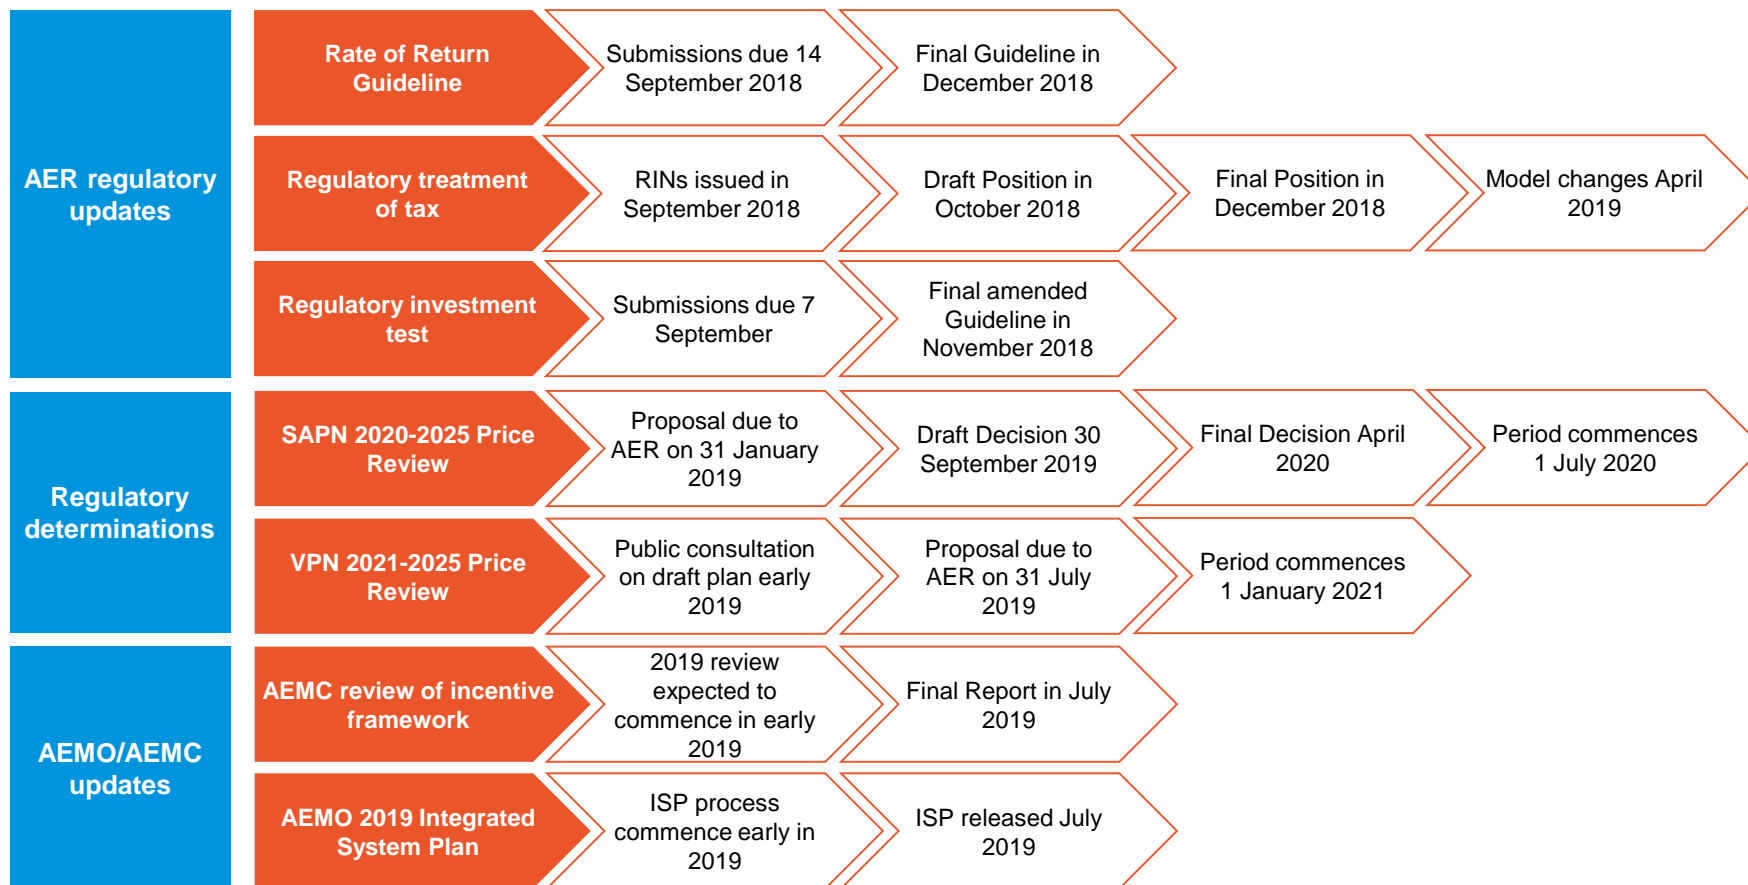 AER regulatory
updates
Rate of Return
Guideline
Submissions due 14
September 2018
Final Guideline in
December 2018
Regulatory treatment
of tax
RINs issued in
September 2018
Draft Position in
October 2018
Final Position in
December 2018
Model changes April
2019
Regulatory investment
test
Submissions due 7
September
Final amended
Guideline in
November 2018
Regulatory
determinations
SAPN 2020-2025 Price
Review
Proposal due to
AER on 31 January
2019
Draft Decision 30
September 2019
Final Decision April
2020
Period commences
1 July 2020
VPN 2021-2025 Price
Review
Public consultation
on draft plan early
2019
Proposal due to
AER on 31 July
2019
Period commences
1 January 2021
AEMO/AEMC
updates
AEMC review of incentive
framework
2019 review
expected to
commence in early
2019
Final Report in July
2019
AEMO 2019 Integrated
System Plan
ISP process
commence early in
2019
ISP released July
2019